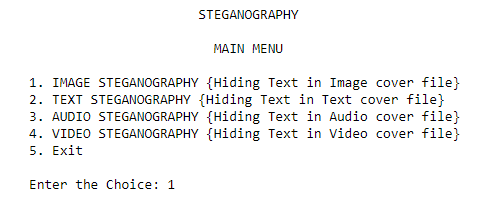 STEGANOGRAPHY
MAIN MENU
1. IMAGE STEGANOGRAPHY {Hiding Text in Image cover file}
2. TEXT STEGANOGRAPHY {Hiding Text in Text cover file}
3. AUDIO STEGANOGRAPHY {Hiding Text in Audio cover file}
4. VIDEO STEGANOGRAPHY {Hiding Text in Video cover file}
5. Exit
Enter the Choice: 1